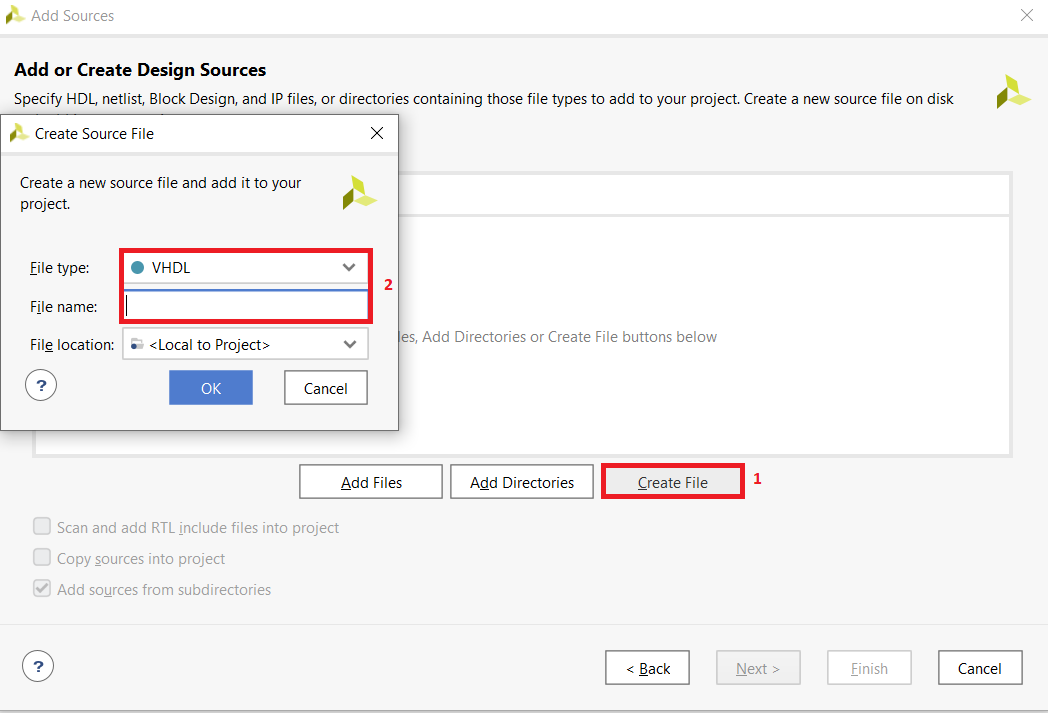 Add Sources
Add or Create Design Sources
Specify HDL, netlist, Block Design, and IP files, or directories containing those file types to add to your project. Create a new source file on disk
Create Source File
Create a new source file and add it to your
project.
File type:
VHDL
2
File name:
File location:
<Local to Project>
les, Add Directories or Create File buttons below
?
OK
Cancel
Add Files
Add Directories
Create File
1
Scan and add RTL include files into project
Copy sources into project
Add sources from subdirectories
?
< Back
Next >
Finish
Cancel